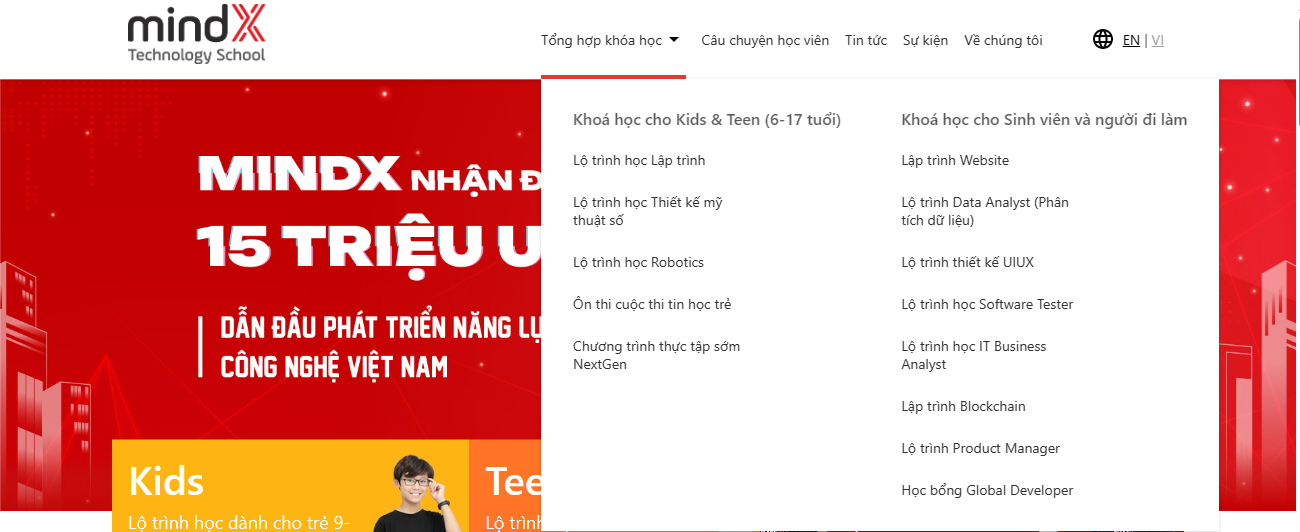 mindX
Technology School
Tổng hợp khóa học
Câu chuyện học viên
Tin tức
Sự kiện
Về chúng tôi
EN | VI
MINDX NHẬN
15 TRIỆU
DẪN ĐẦU PHÁT TRIỂN NĂNG
CÔNG NGHỆ VIỆT NAM
Khoá học cho Kids & Teen (6-17 tuổi)
Lộ trình học Lập trình
Lộ trình học Thiết kế mỹ
thuật số
Lộ trình học Robotics
Ôn thi cuộc thi tin học trẻ
Chương trình thực tập sớm
NextGen
Khoá học cho Sinh viên và người đi làm
Lập trình Website
Lộ trình Data Analyst (Phân
tích dữ liệu)
Lộ trình thiết kế UIUX
Lộ trình học Software Tester
Lộ trình học IT Business
Analyst
Lập trình Blockchain
Lộ trình Product Manager
Học bổng Global Developer
Kids
Lộ trình học dành cho trẻ 9-
Tee
Lộ trình